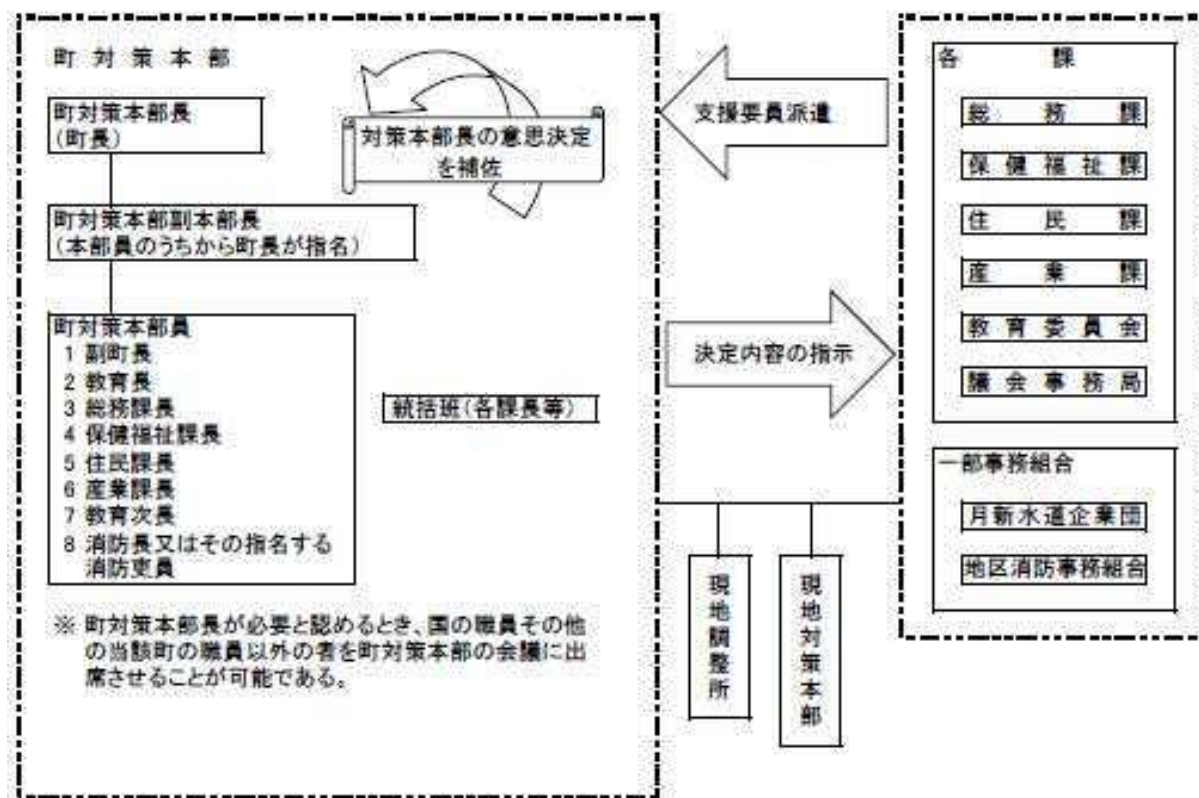 町対策本部
町対策本部長
(町長)
対策本部長の意思決定
を補佐
町対策本部副本部長
(本部員のうちから町長が指名)
町対策本部員
1 副町長
2 教育長
3 総務課長
4 保健福祉課長
5 住民課長
6 産業課長
7 教育次長
8 消防長又はその指名する
消防吏員
統括班(各課長等)
※ 町対策本部長が必要と認めるとき、国の職員その他
の当該町の職員以外の者を町対策本部の会議に出
席させることが可能である。
支援要員派遣
決定内容の指示
現地調整所
現地対策本部
各課
総務課
保健福祉課
住民課
産業課
教育委員会
議会事務局
一部事務組合
月新水道企業団
地区消防事務組合